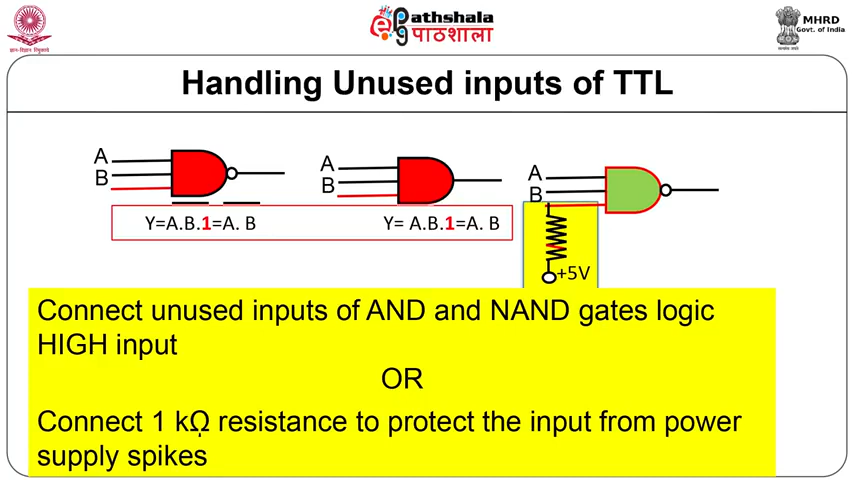 ePathshala
पाठशाला
MHRD
Govt. of India
Handling Unused inputs of TTL
A
B
A
B
A
B
Y=A.B.1=A. B
Y= A.B.1=A. B
+5V
Connect unused inputs of AND and NAND gates logic
HIGH input
OR
Connect 1 kΩ resistance to protect the input from power
supply spikes